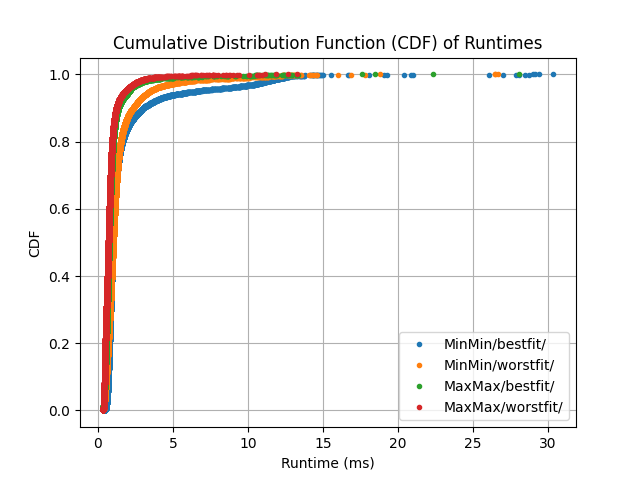 Cumulative Distribution Function (CDF) of Runtimes
CDF
1.0
0.8
0.6
0.4
0.2
0.0
0
5
10
15
20
25
30
Runtime (ms)
MinMin/bestfit/
MinMin/worstfit/
MaxMax/bestfit/
MaxMax/worstfit/